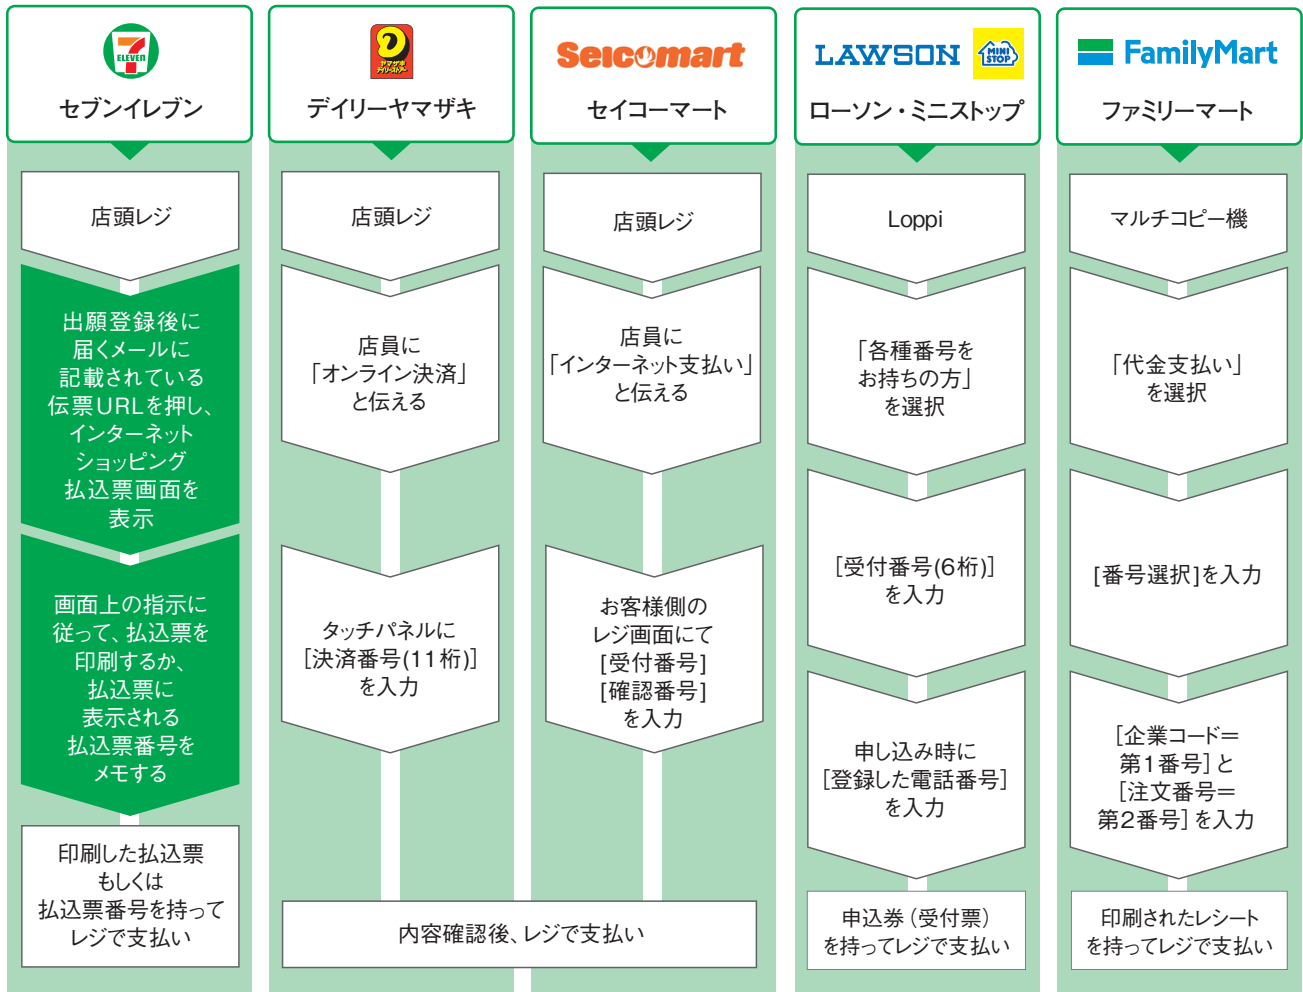 7
ELEVEN
セブンイレブン
店頭レジ
出願登録後に
届くメールに
記載されている
伝票URLを押し、
インターネット
ショッピング
払込票画面を
表示
画面上の指示に
従って、払込票を
印刷するか、
払込票に
表示される
払込票番号を
メモする
印刷した払込票
もしくは
払込票番号を持って
レジで支払い
ヤマザキ
デイリーストアー
デイリーヤマザキ
店頭レジ
店員に
「オンライン決済」
と伝える
タッチパネルに
[決済番号(11桁)]
を入力
Seicomart
セイコーマート
店頭レジ
店員に
「インターネット支払い」
と伝える
お客様側の
レジ画面にて
[受付番号]
[確認番号]
を入力
内容確認後、レジで支払い
LAWSON
MINI
STOP
ローソン・ミニストップ
Loppi
「各種番号を
お持ちの方」
を選択
[受付番号(6桁)]
を入力
申し込み時に
[登録した電話番号]
を入力
申込券（受付票）
を持ってレジで支払い
FamilyMart
ファミリーマート
マルチコピー機
「代金支払い」
を選択
[番号選択]を入力
[企業コード＝
第1番号]と
[注文番号＝
第2番号]を入力
印刷されたレシート
を持ってレジで支払い